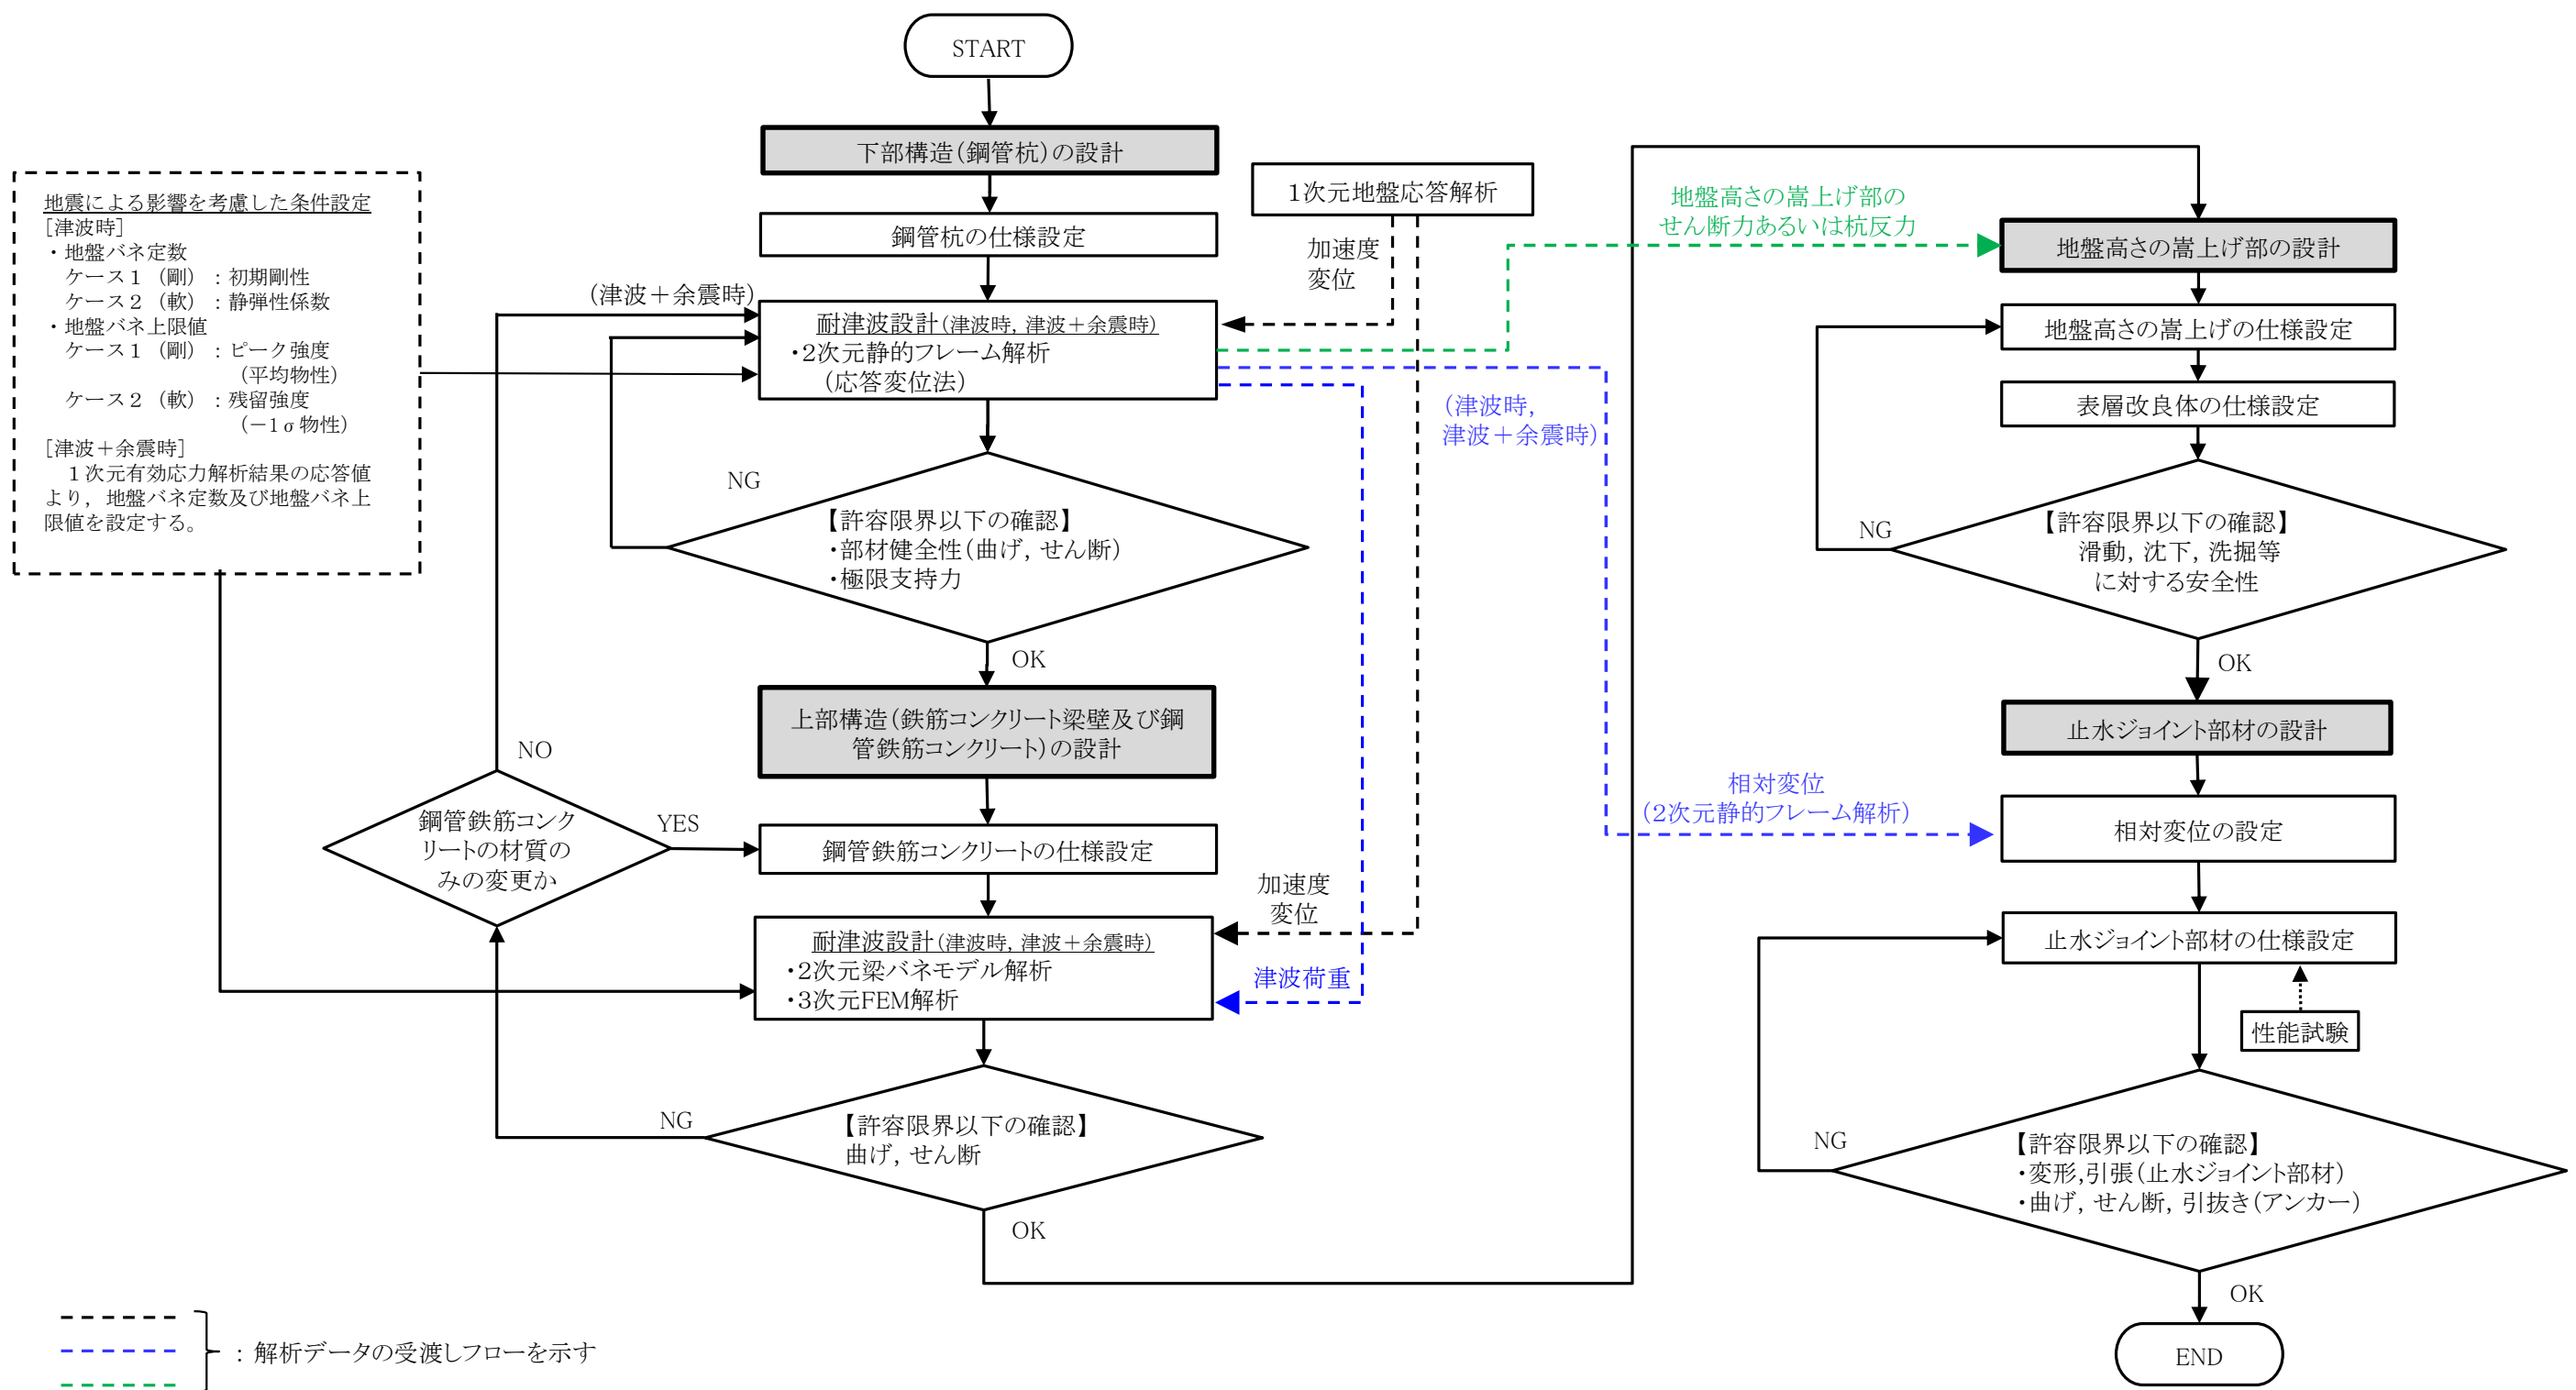 START
下部構造(鋼管杭)の設計
鋼管杭の仕様設定
1次元地盤応答解析
加速度
変位
地震による影響を考慮した条件設定
[津波時]
・地盤バネ定数
ケース1（剛）：初期剛性
ケース2（軟）：静弾性係数
・地盤バネ上限値
ケース1（剛）：ピーク強度
（平均物性）
ケース2（軟）：残留強度
（－1σ物性）
[津波＋余震時]
1次元有効応力解析結果の応答値
より，地盤バネ定数及び地盤バネ上
限値を設定する。
（津波＋余震時）
耐津波設計(津波時, 津波＋余震時)
・2次元静的フレーム解析
（応答変位法）
NG
【許容限界以下の確認】
・部材健全性(曲げ, せん断)
・極限支持力
OK
上部構造(鉄筋コンクリート梁壁及び鋼
管鉄筋コンクリート)の設計
NO
鋼管鉄筋コンク
リートの材質の
みの変更か
YES
鋼管鉄筋コンクリートの仕様設定
加速度
変位
耐津波設計(津波時, 津波＋余震時)
・2次元梁バネモデル解析
・3次元FEM解析
津波荷重
NG
【許容限界以下の確認】
曲げ, せん断
OK
地盤高さの嵩上げ部の
せん断力あるいは杭反力
（津波時,
津波＋余震時）
相対変位
（2次元静的フレーム解析）
地盤高さの嵩上げ部の設計
地盤高さの嵩上げの仕様設定
表層改良体の仕様設定
NG
【許容限界以下の確認】
滑動, 沈下, 洗掘等
に対する安全性
OK
止水ジョイント部材の設計
相対変位の設定
止水ジョイント部材の仕様設定
性能試験
NG
【許容限界以下の確認】
・変形,引張(止水ジョイント部材)
・曲げ, せん断, 引抜き(アンカー)
OK
END
：解析データの受渡しフローを示す